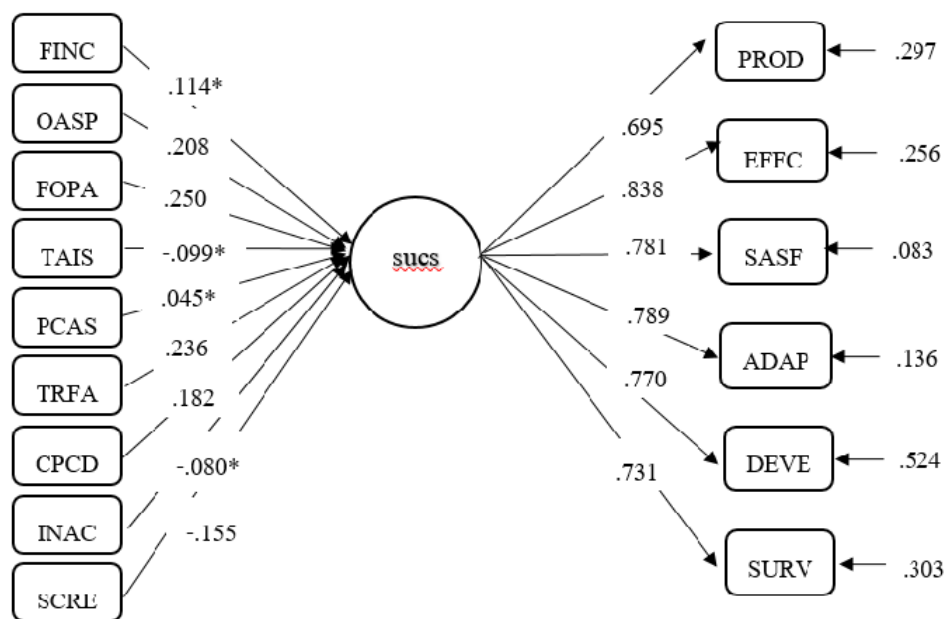 FINC
OASP
FOPA
TAIS
PCAS
TRFA
CPCD
INAC
SCRE
.114*
.208
.250
-.099*
.045*
.236
.182
-.080*
-.155
sucs
.695
.838
.781
.789
.770
.731
PROD
EFFC
SASF
ADAP
DEVE
SURV
.297
.256
.083
.136
.524
.303